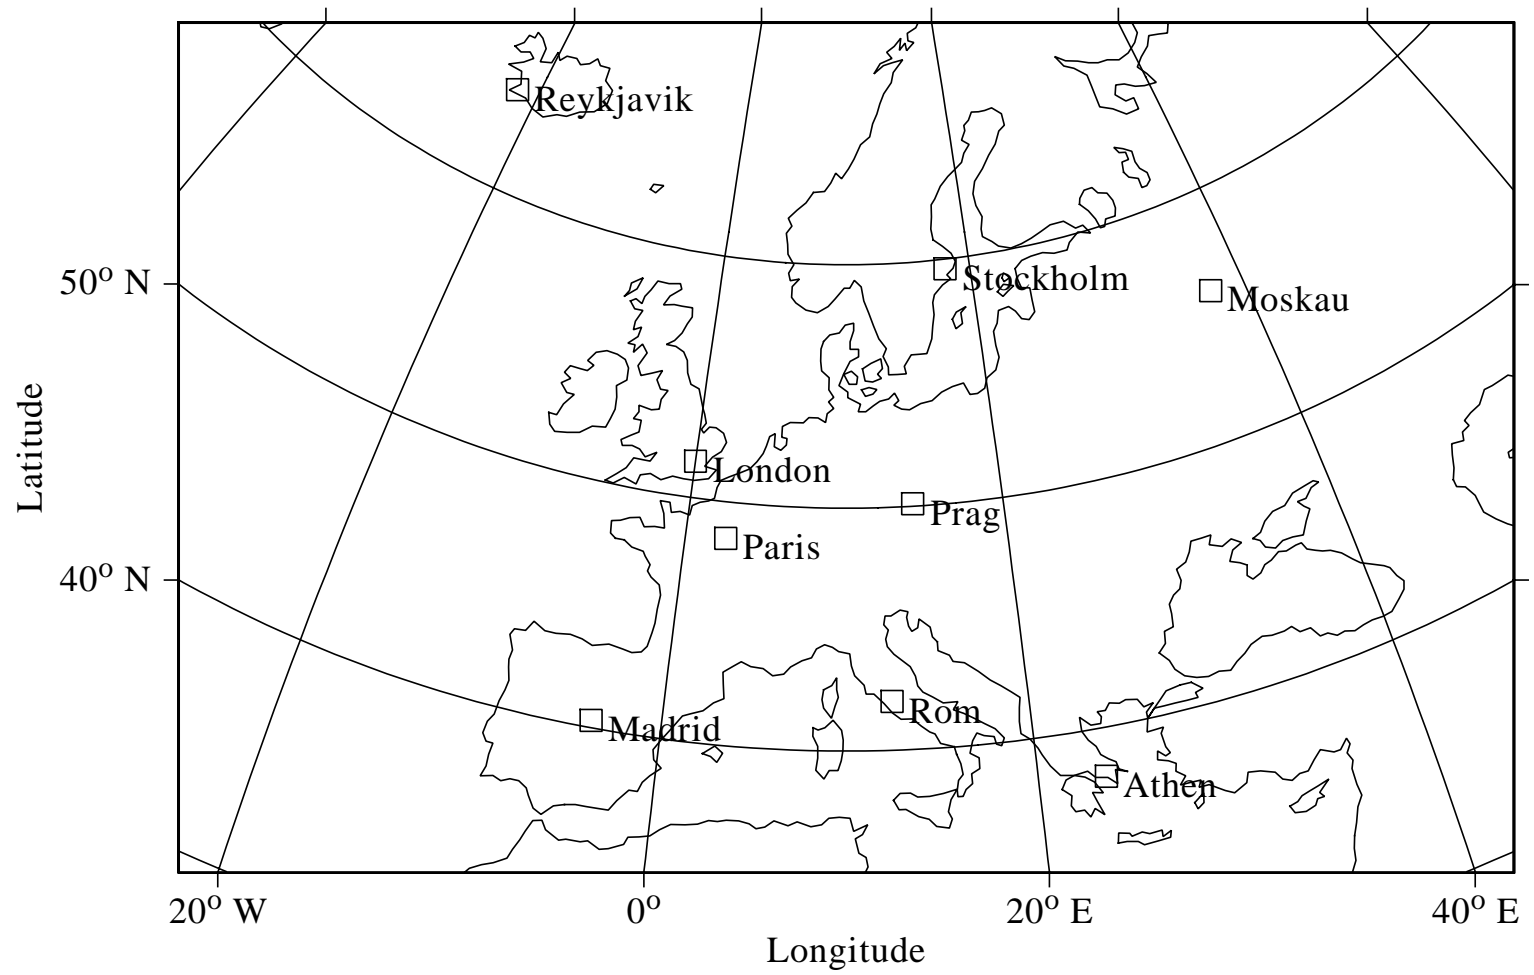 Reykjavik
50° N
Stockholm
Moskau
Latitude
London
Prag
Paris
40° N
Rom
Madrid
Athen
20° W
0°
20° E
40° E
Longitude